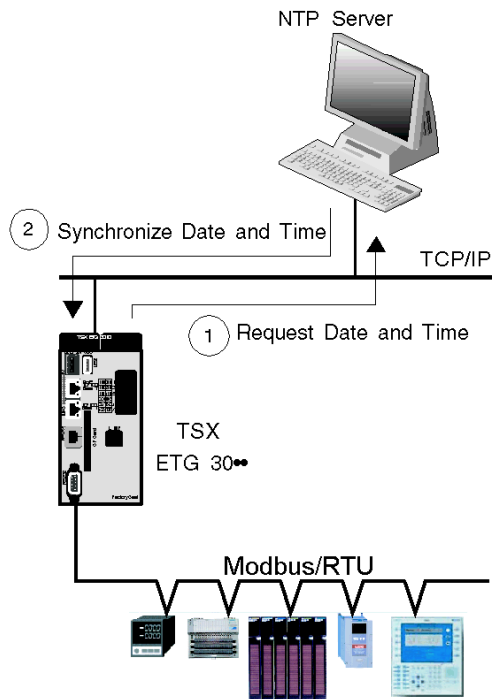 NTP Server
2 Synchronize Date and Time
TCP/IP
1 Request Date and Time
TSX
ETG 30••
FactoryCast
Modbus/RTU